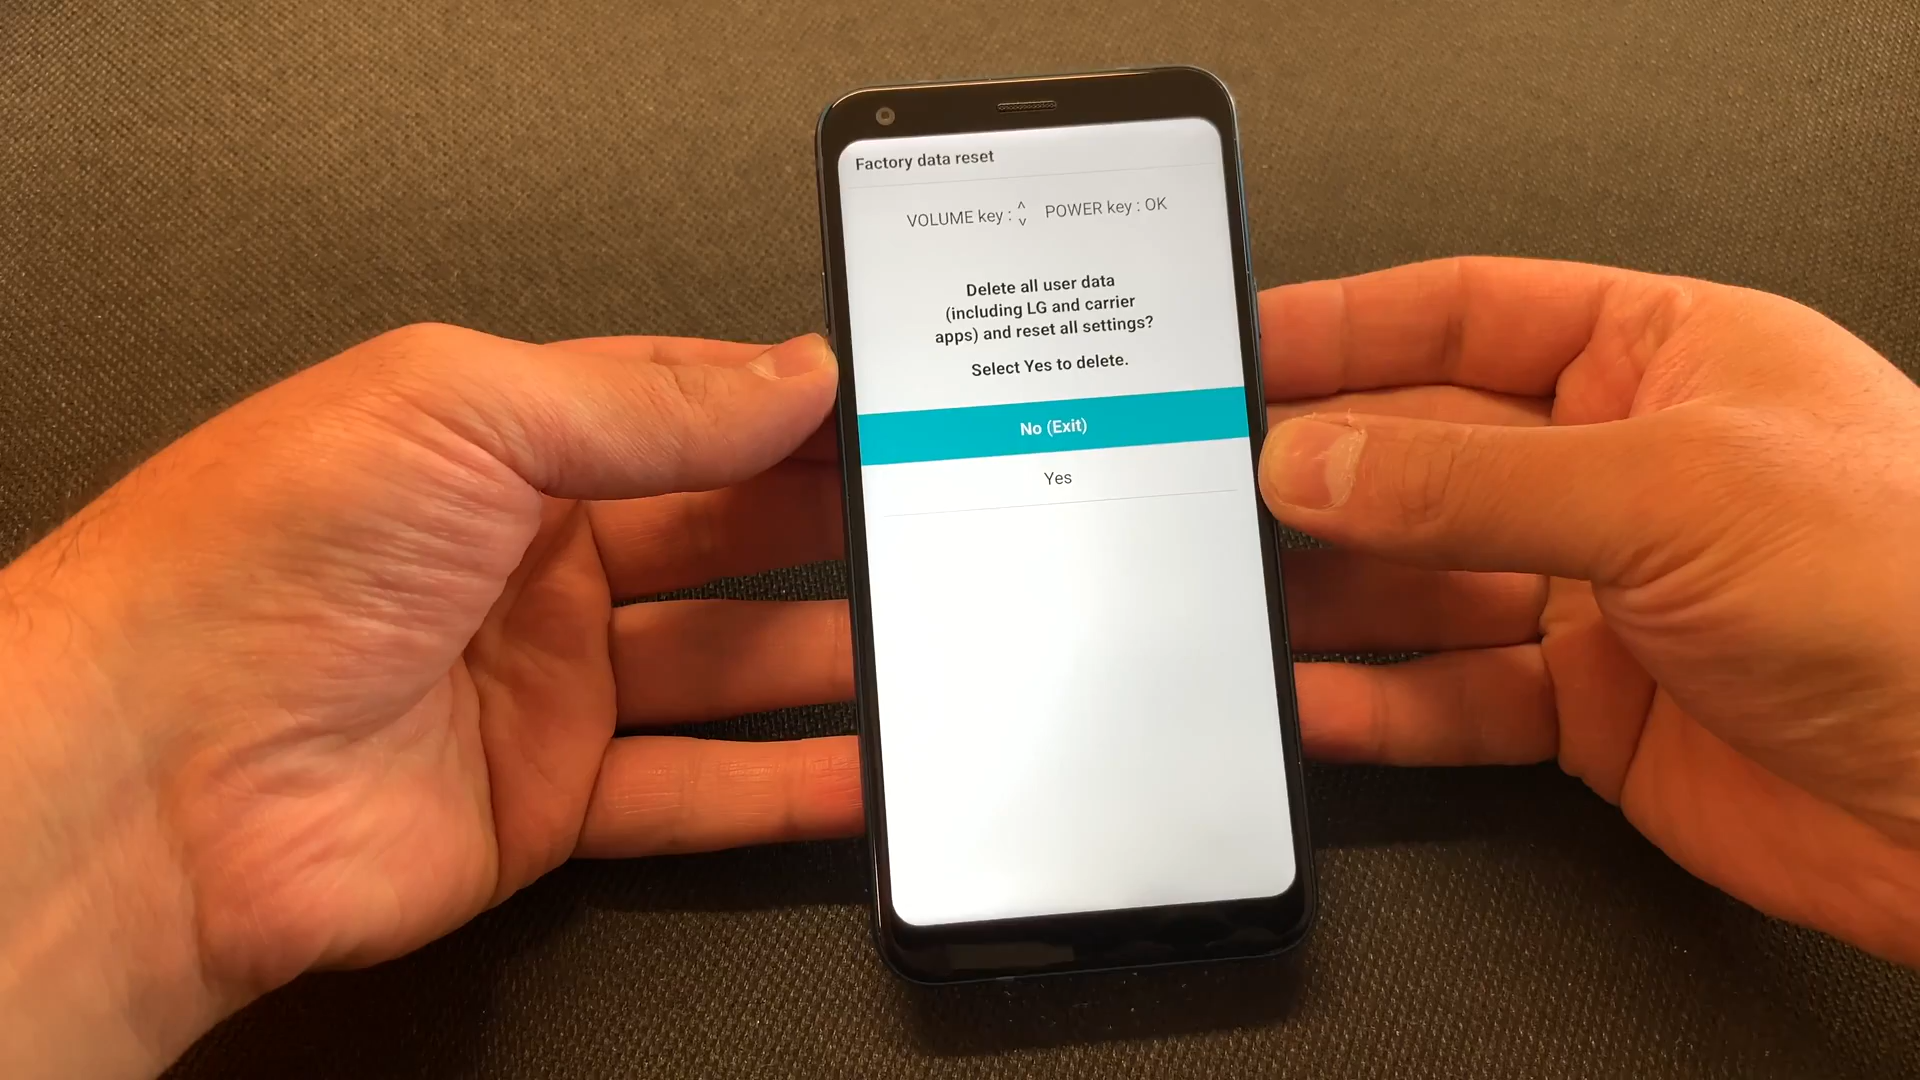 Factory data reset
VOLUME key : ^ v POWER key : OK
Delete all user data
(including LG and carrier
apps) and reset all settings?
Select Yes to delete.
No (Exit)
Yes